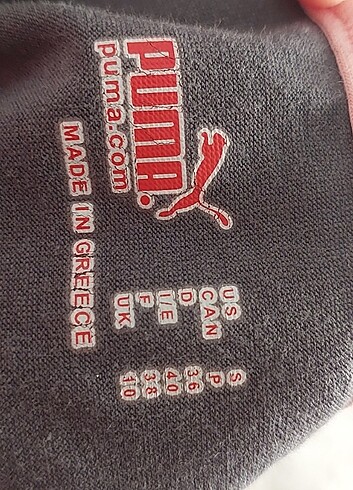 PUMA.
puma.com
MADE IN GREECE
US S
CAN P
D 36
I/E 40
F 38
UK 10